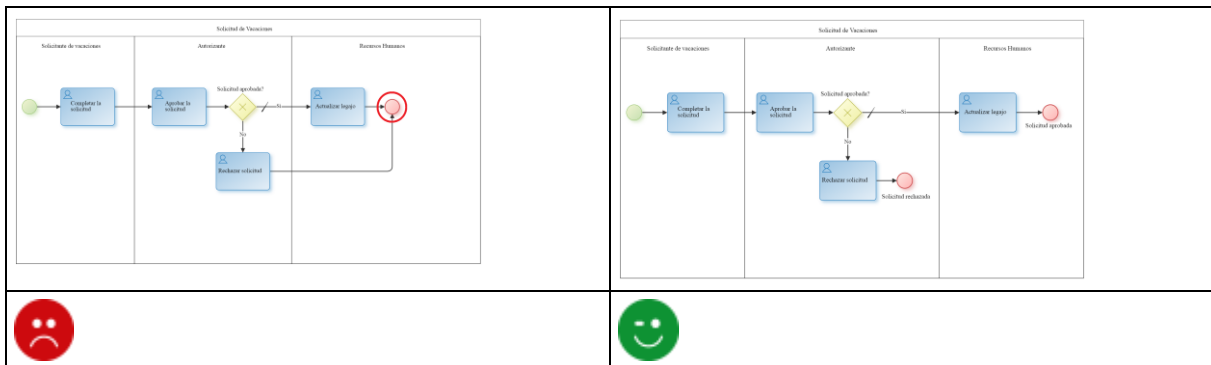 Solicitud de Vacaciones
Solicitante de vacaciones
Autorizante
Recursos Humanos
Completar la
solicitud
Aprobar la
solicitud
Solicitud aprobada?
Si
Actualizar legajo
No
Rechazar solicitud
Solicitud de Vacaciones
Solicitante de vacaciones
Autorizante
Recursos Humanos
Completar la
solicitud
Aprobar la
solicitud
Solicitud aprobada?
Si
Actualizar legajo
Solicitud aprobada
No
Rechazar solicitud
Solicitud rechazada